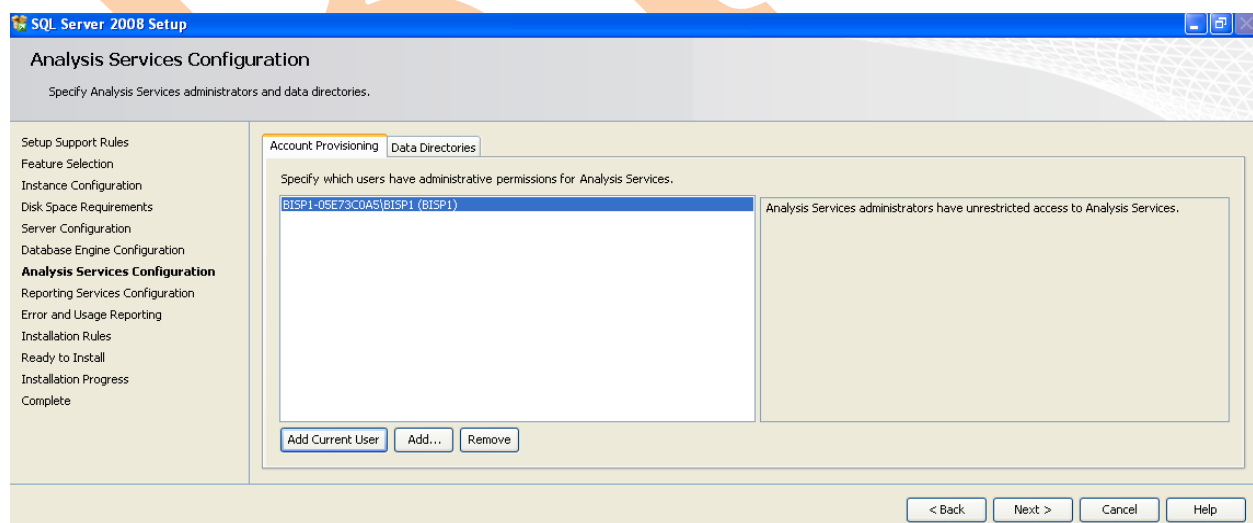 SQL Server 2008 Setup
Analysis Services Configuration
Specify Analysis Services administrators and data directories.
Setup Support Rules
Feature Selection
Instance Configuration
Disk Space Requirements
Server Configuration
Database Engine Configuration
Analysis Services Configuration
Reporting Services Configuration
Error and Usage Reporting
Installation Rules
Ready to Install
Installation Progress
Complete
Account Provisioning
Data Directories
Specify which users have administrative permissions for Analysis Services.
BISP1-05E73C0A5\BISP1 (BISP1)
Analysis Services administrators have unrestricted access to Analysis Services.
Add Current User
Add...
Remove
< Back
Next >
Cancel
Help